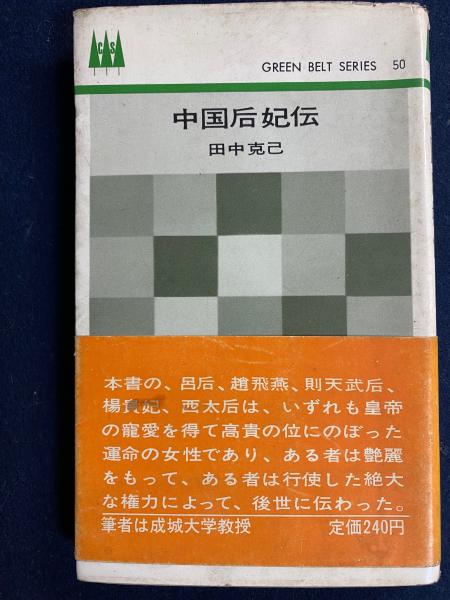 CS
GREEN BELT SERIES 50
中国后妃伝
田中克己
本書の、呂后、趙飛燕、則天武后、
楊貴妃、西太后は、いずれも皇帝
の寵愛を得て高貴の位にのぼった
運命の女性であり、ある者は艶麗
をもって、ある者は行使した絶大
な権力によって、後世に伝わった。
筆者は成城大学教授 定価240円